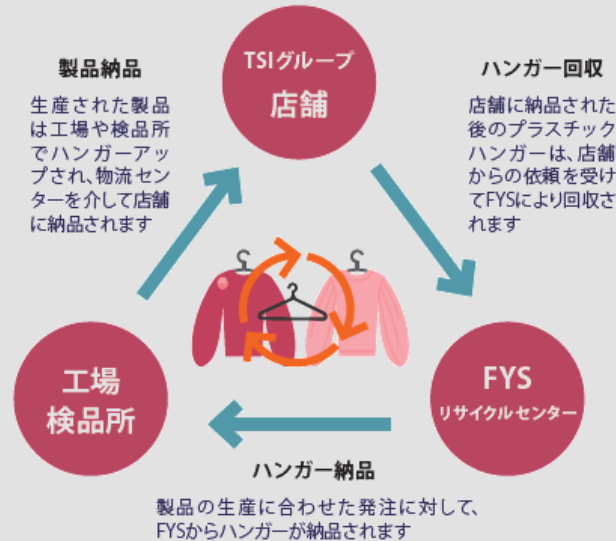 TSIグループ
店舗
製品納品
生産された製品
は工場や検品所
でハンガーアッ
プされ、物流セン
ターを介して店舗
に納品されます
ハンガー回収
店舗に納品された
後のプラスチック
ハンガーは、店舗
からの依頼を受け
てFYSにより回収さ
れます
工場
検品所
FYS
リサイクルセンター
ハンガー納品
製品の生産に合わせた発注に対して、
FYSからハンガーが納品されます